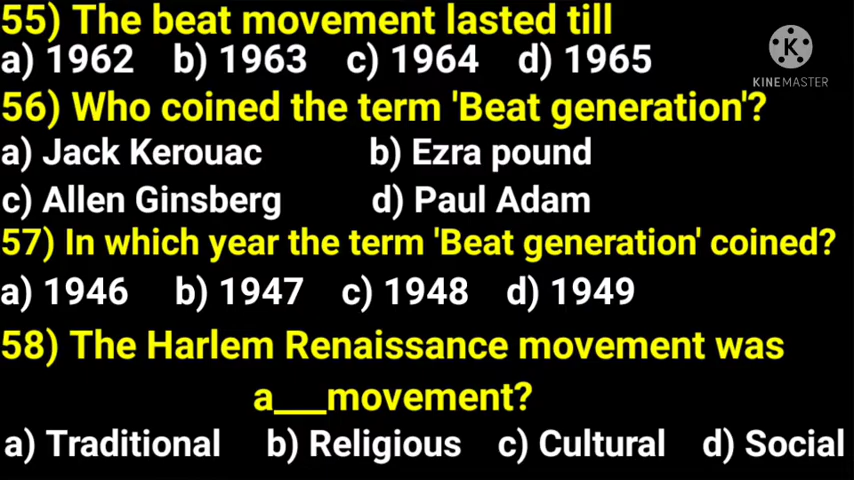 55) The beat movement lasted till
a) 1962 b) 1963 c) 1964 d) 1965
K
KINEMASTER
56) Who coined the term 'Beat generation'?
a) Jack Kerouac b) Ezra pound
c) Allen Ginsberg d) Paul Adam
57) In which year the term 'Beat generation' coined?
a) 1946 b) 1947 c) 1948 d) 1949
58) The Harlem Renaissance movement was
a___movement?
a) Traditional b) Religious c) Cultural d) Social